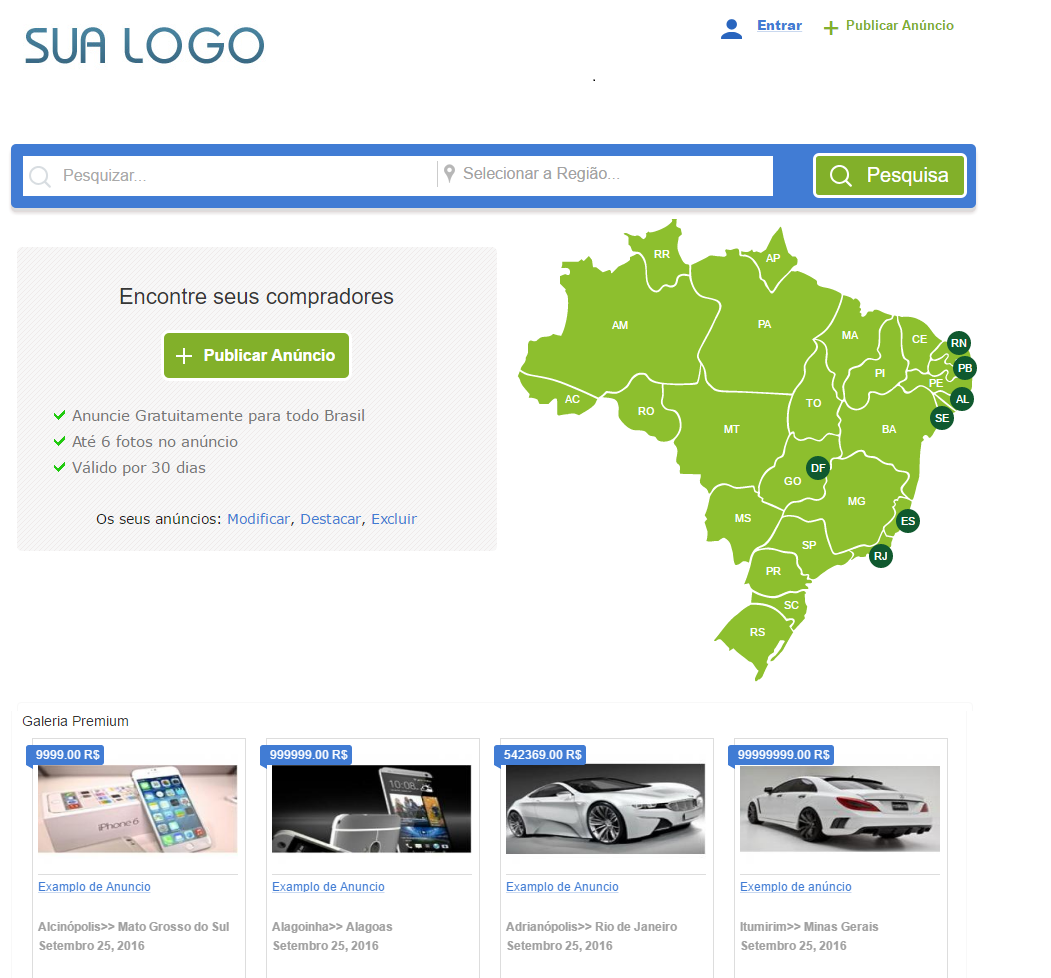 SUA LOGO
Entrar
Publicar Anúncio
.
Pesquizar...
Selecionar a Região...
Pesquisa
Encontre seus compradores
Publicar Anúncio
Anuncie Gratuitamente para todo Brasil
Até 6 fotos no anúncio
Válido por 30 dias
Os seus anúncios: Modificar, Destacar, Excluir
RR
AP
AM
PA
MA
CE
RN
PB
PI
PE
AC
RO
TO
AL
SE
MT
BA
DF
GO
MG
MS
ES
SP
RJ
PR
SC
RS
Galeria Premium
9999.00 R$
999999.00 R$
542369.00 R$
99999999.00 R$
iPhone 6
10:08
Examplo de Anuncio
Examplo de Anuncio
Examplo de Anuncio
Exemplo de anúncio
Alcinópolis>> Mato Grosso do Sul
Setembro 25, 2016
Alagoinha>> Alagoas
Setembro 25, 2016
Adrianópolis>> Rio de Janeiro
Setembro 25, 2016
Itumirim>> Minas Gerais
Setembro 25, 2016